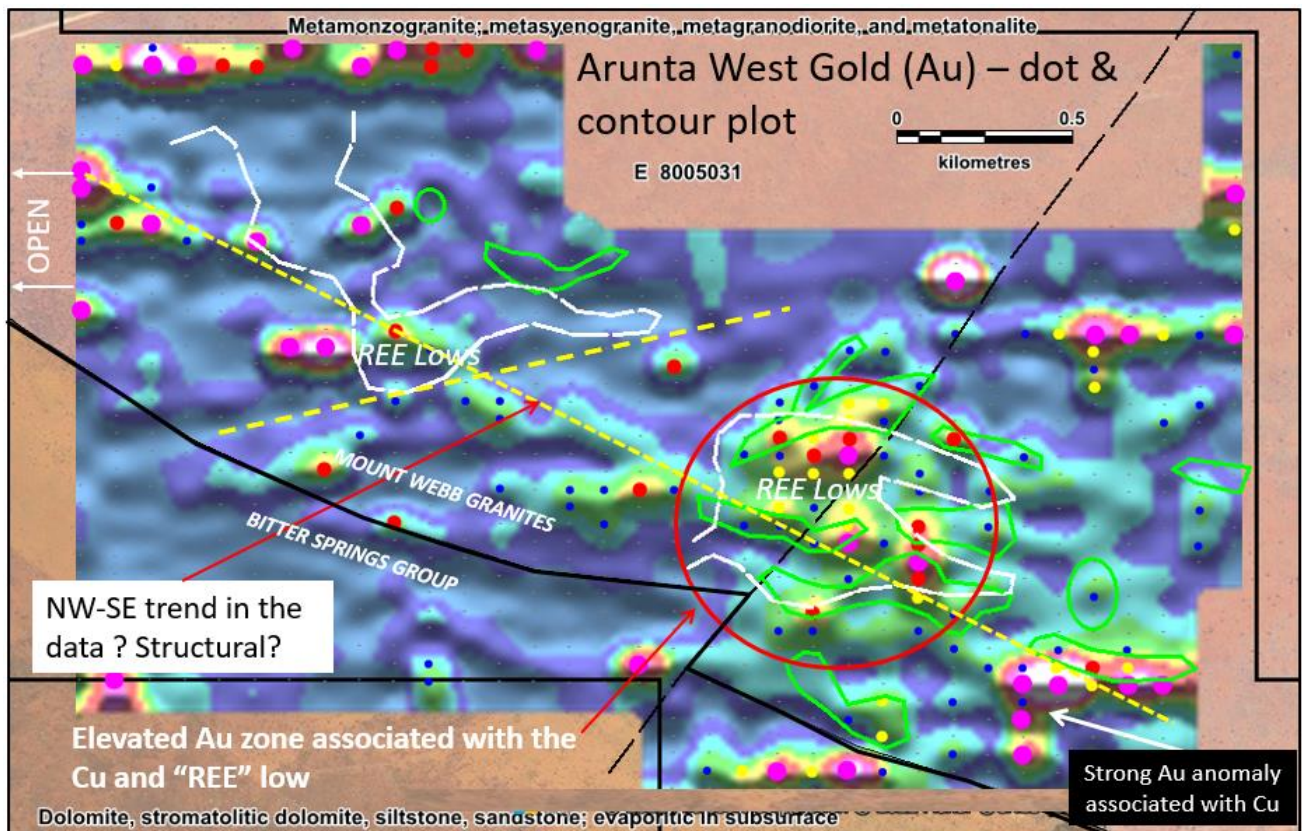 Metamonzogranite; metasyenogranite, metagranodiorite, and metatonalite
Arunta West Gold (Au) – dot &
contour plot
0 0.5
kilometres
E 8005031
OPEN
REE Lows
REE Lows
MOUNT WEBB GRANITES
BITTER SPRINGS GROUP
NW-SE trend in the
data ? Structural?
Elevated Au zone associated with the
Cu and “REE” low
Strong Au anomaly
associated with Cu
Dolomite, stromatolitic dolomite, siltstone, sandstone; evaporitic in subsurface